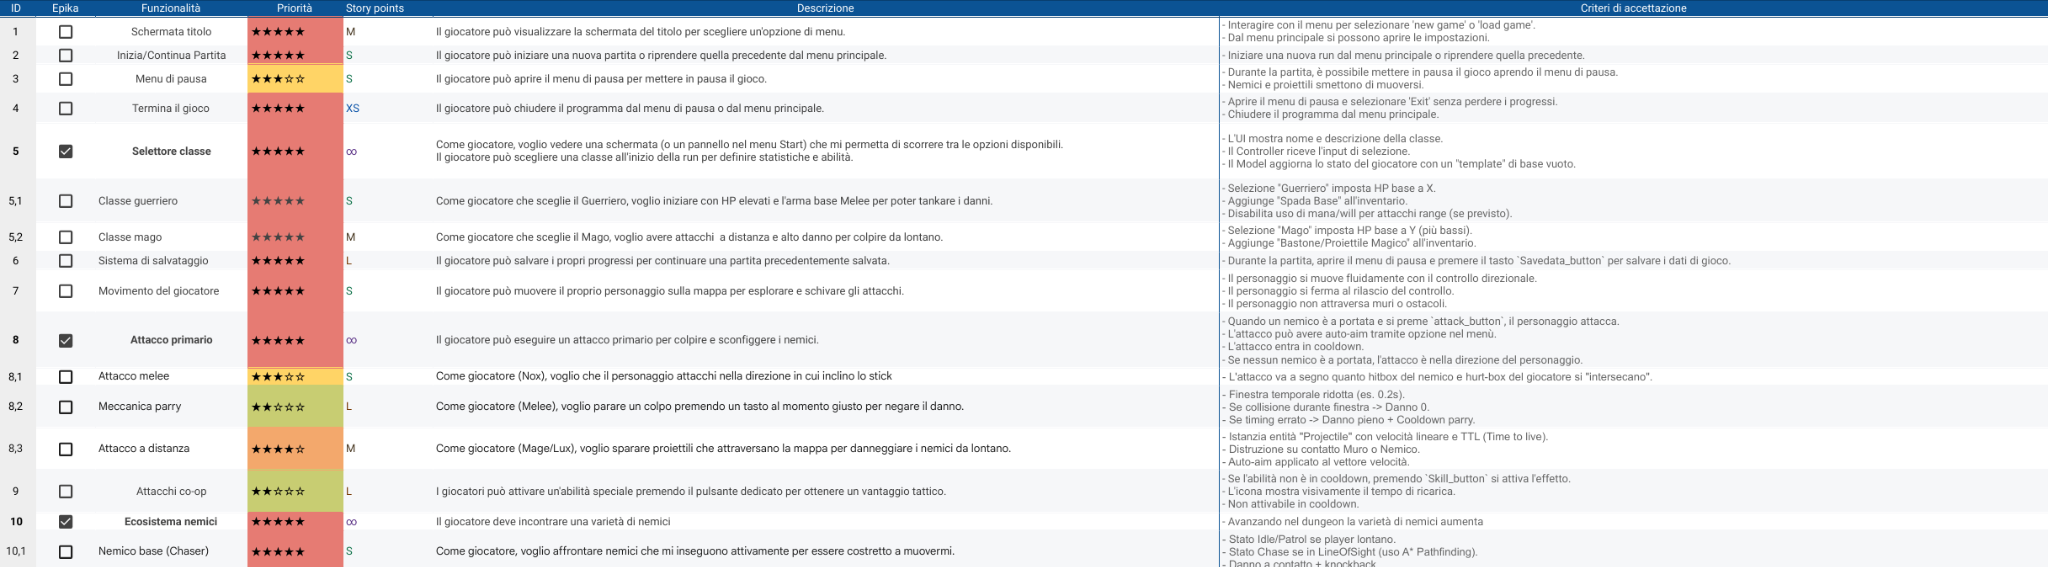 ID Epika Funzionalità Priorità Story points Descrizione Criteri di accettazione
1 Schermata titolo ★★★★★ M Il giocatore può visualizzare la schermata del titolo per scegliere un'opzione di menu.
- Interagire con il menu per selezionare 'new game' o 'load game'.
- Dal menu principale si possono aprire le impostazioni.
2 Inizia/Continua Partita ★★★★★ S Il giocatore può iniziare una nuova partita o riprendere quella precedente dal menu principale.
- Iniziare una nuova run dal menu principale o riprendere quella precedente.
3 Menu di pausa ★★★☆☆ S Il giocatore può aprire il menu di pausa per mettere in pausa il gioco.
- Durante la partita, è possibile mettere in pausa il gioco aprendo il menu di pausa.
- Nemici e proiettili smettono di muoversi.
4 Termina il gioco ★★★★★ XS Il giocatore può chiudere il programma dal menu di pausa o dal menu principale.
- Aprire il menu di pausa e selezionare 'Exit' senza perdere i progressi.
- Chiudere il programma dal menu principale.
5 Selettore classe ★★★★★ ∞ Come giocatore, voglio vedere una schermata (o un pannello nel menu Start) che mi permetta di scorrere tra le opzioni disponibili.
Il giocatore può scegliere una classe all'inizio della run per definire statistiche e abilità.
- L'UI mostra nome e descrizione della classe.
- Il Controller riceve l'input di selezione.
- Il Model aggiorna lo stato del giocatore con un "template" di base vuoto.
5,1 Classe guerriero ★★★★★ S Come giocatore che sceglie il Guerriero, voglio iniziare con HP elevati e l'arma base Melee per poter tankare i danni.
- Selezione "Guerriero" imposta HP base a X.
- Aggiunge "Spada Base" all'inventario.
- Disabilita uso di mana/will per attacchi range (se previsto).
5,2 Classe mago ★★★★★ M Come giocatore che sceglie il Mago, voglio avere attacchi  a distanza e alto danno per colpire da lontano.
- Selezione "Mago" imposta HP base a Y (più bassi).
- Aggiunge "Bastone/Proiettile Magico" all'inventario.
6 Sistema di salvataggio ★★★★★ L Il giocatore può salvare i propri progressi per continuare una partita precedentemente salvata.
- Durante la partita, aprire il menu di pausa e premere il tasto `Savedata_button` per salvare i dati di gioco.
7 Movimento del giocatore ★★★★★ S Il giocatore può muovere il proprio personaggio sulla mappa per esplorare e schivare gli attacchi.
- Il personaggio si muove fluidamente con il controllo direzionale.
- Il personaggio si ferma al rilascio del controllo.
- Il personaggio non attraversa muri o ostacoli.
8 Attacco primario ★★★★★ ∞ Il giocatore può eseguire un attacco primario per colpire e sconfiggere i nemici.
- Quando un nemico è a portata e si preme `attack_button`, il personaggio attacca.
- L'attacco può avere auto-aim tramite opzione nel menù.
- L'attacco entra in cooldown.
- Se nessun nemico è a portata, l'attacco è nella direzione del personaggio.
8,1 Attacco melee ★★★☆☆ S Come giocatore (Nox), voglio che il personaggio attacchi nella direzione in cui inclino lo stick
- L'attacco va a segno quanto hitbox del nemico e hurt-box del giocatore si "intersecano".
8,2 Meccanica parry ★★☆☆☆ L Come giocatore (Melee), voglio parare un colpo premendo un tasto al momento giusto per negare il danno.
- Finestra temporale ridotta (es. 0.2s).
- Se collisione durante finestra -> Danno 0.
- Se timing errato -> Danno pieno + Cooldown parry.
8,3 Attacco a distanza ★★★★☆ M Come giocatore (Mage/Lux), voglio sparare proiettili che attraversano la mappa per danneggiare i nemici da lontano.
- Istanzia entità "Projectile" con velocità lineare e TTL (Time to live).
- Distruzione su contatto Muro o Nemico.
- Auto-aim applicato al vettore velocità.
9 Attacchi co-op ★★☆☆☆ L I giocatori può attivare un'abilità speciale premendo il pulsante dedicato per ottenere un vantaggio tattico.
- Se l'abilità non è in cooldown, premendo `Skill_button` si attiva l'effetto.
- L'icona mostra visivamente il tempo di ricarica.
- Non attivabile in cooldown.
10 Ecosistema nemici ★★★★★ ∞ Il giocatore deve incontrare una varietà di nemici
- Avanzando nel dungeon la varietà di nemici aumenta
10,1 Nemico base (Chaser) ★★★★★ S Come giocatore, voglio affrontare nemici che mi inseguono attivamente per essere costretto a muovermi.
- Stato Idle/Patrol se player lontano.
- Stato Chase se in LineOfSight (uso A* Pathfinding).
- Danno a contatto + knockback